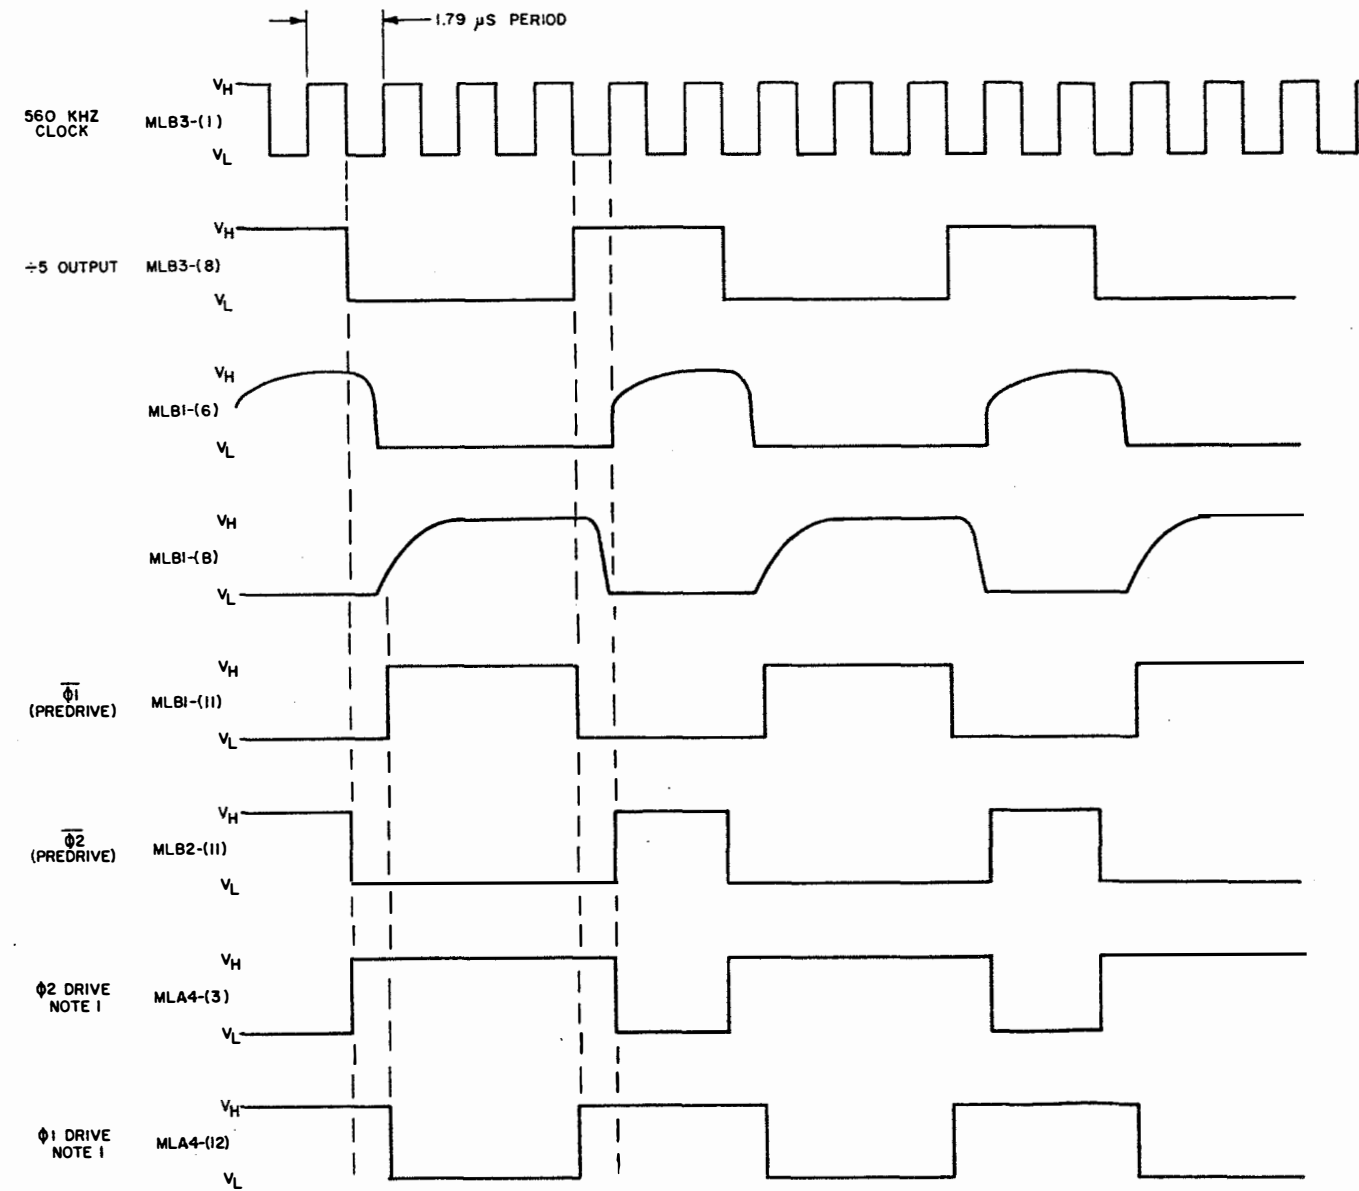 1.79 µS PERIOD
VH
560 KHZ
CLOCK
MLB3-(1)
VL
VH
÷5 OUTPUT
MLB3-(8)
VL
VH
MLB1-(6)
VL
VH
MLB1-(8)
VL
VH
ϕ1
(PREDRIVE)
MLB1-(11)
VL
VH
ϕ2
(PREDRIVE)
MLB2-(11)
VL
VH
ϕ2 DRIVE
NOTE 1
MLA4-(3)
VL
VH
ϕ1 DRIVE
NOTE 1
MLA4-(12)
VL